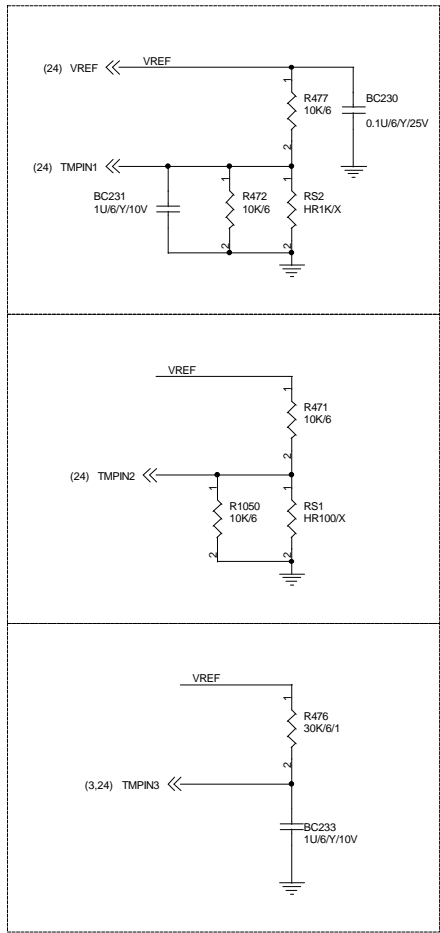 VREF
(24) VREF
1
R477
10K/6
2
BC230
0.1U/6/Y/25V
(24) TMPIN1
BC231
1U/6/Y/10V
1
R472
10K/6
2
1
RS2
HR1K/X
2
VREF
1
R471
10K/6
2
(24) TMPIN2
1
R1050
10K/6
2
1
RS1
HR100/X
2
VREF
1
R476
30K/6/1
2
(3,24) TMPIN3
BC233
1U/6/Y/10V